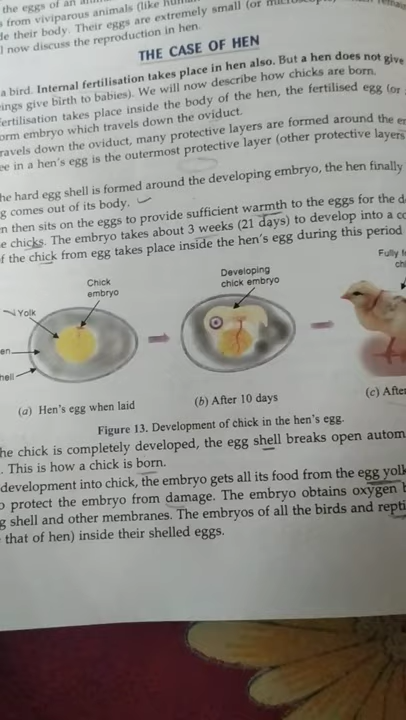 the eggs of an
s from viviparous animals (like
de their body. Their eggs are extremely small (or
l now discuss the reproduction in hen.
THE CASE OF HEN
a bird. Internal fertilisation takes place in hen also. But a hen does not give
ings give birth to babies). We will now describe how chicks are born.
fertilisation takes place inside the body of the hen, the fertilised egg (or
orm embryo which travels down the oviduct.
ravels down the oviduct, many protective layers are formed around the
ee in a hen's egg is the outermost protective layer (other protective layers
he hard egg shell is formed around the developing embryo, the hen finally
g comes out of its body.
n then sits on the eggs to provide sufficient warmth to the eggs for the d
e chicks. The embryo takes about 3 weeks (21 days) to develop into a co
f the chick from egg takes place inside the hen's egg during this period
Fully
chi
Chick
embryo
Developing
chick embryo
Yolk
en
hell
(a) Hen's egg when laid
(b) After 10 days
(c) After
Figure 13. Development of chick in the hen's egg.
he chick is completely developed, the egg shell breaks open autom
. This is how a chick is born.
development into chick, the embryo gets all its food from the egg yolk
o protect the embryo from damage. The embryo obtains oxygen
g shell and other membranes. The embryos of all the birds and repti
that of hen) inside their shelled eggs.